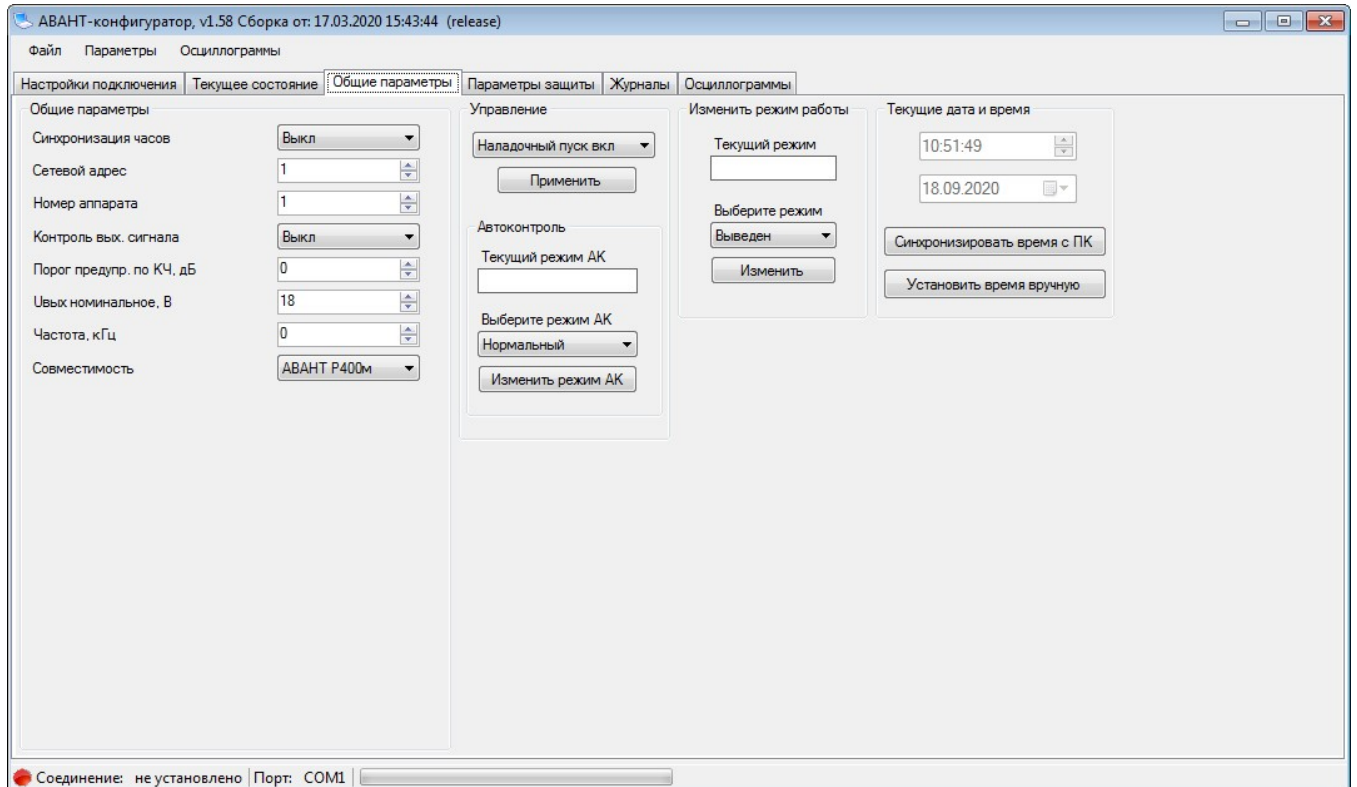 АВАНТ-конфигуратор, v1.58 Сборка от: 17.03.2020 15:43:44 (release)
Файл Параметры Осциллограммы
Настройки подключения Текущее состояние Общие параметры Параметры защиты Журналы Осциллограммы
Общие параметры
Синхронизация часов Выкл
Сетевой адрес 1
Номер аппарата 1
Контроль вых. сигнала Выкл
Порог предупр. по КЧ, дБ 0
Uвых номинальное, В 18
Частота, кГц 0
Совместимость АВАНТ Р400м
Управление
Наладочный пуск вкл
Применить
Автоконтроль
Текущий режим АК
Выберите режим АК
Нормальный
Изменить режим АК
Изменить режим работы
Текущий режим
Выберите режим
Выведен
Изменить
Текущие дата и время
10:51:49
18.09.2020
Синхронизировать время с ПК
Установить время вручную
Соединение: не установлено Порт: COM1